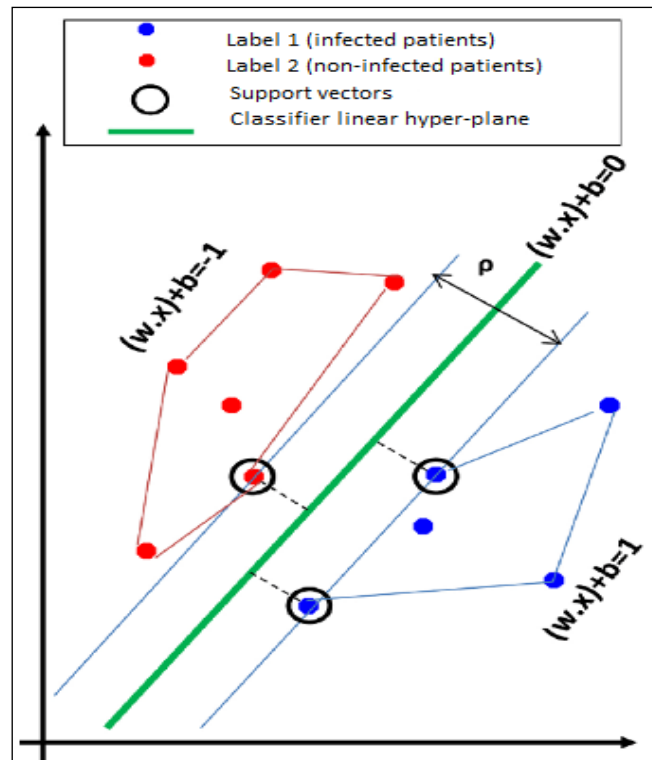 Label 1 (infected patients)
Label 2 (non-infected patients)
Support vectors
Classifier linear hyper-plane
(w.x)+b=0
ρ
(w.x)+b=-1
(w.x)+b=1